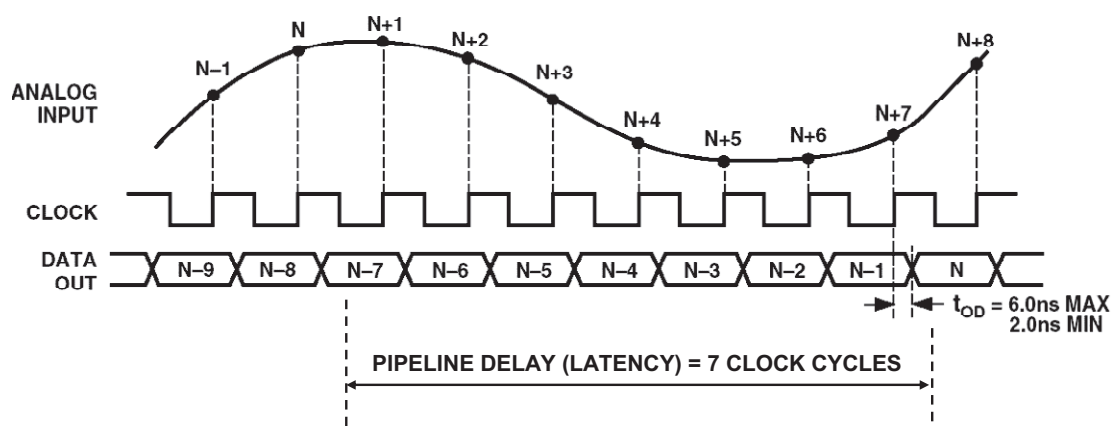 N–1
N
N+1
N+2
N+3
N+4
N+5
N+6
N+7
N+8
ANALOG
INPUT
CLOCK
DATA
OUT
N–9 N–8 N–7 N–6 N–5 N–4 N–3 N–2 N–1 N
tOD = 6.0ns MAX
2.0ns MIN
PIPELINE DELAY (LATENCY) = 7 CLOCK CYCLES